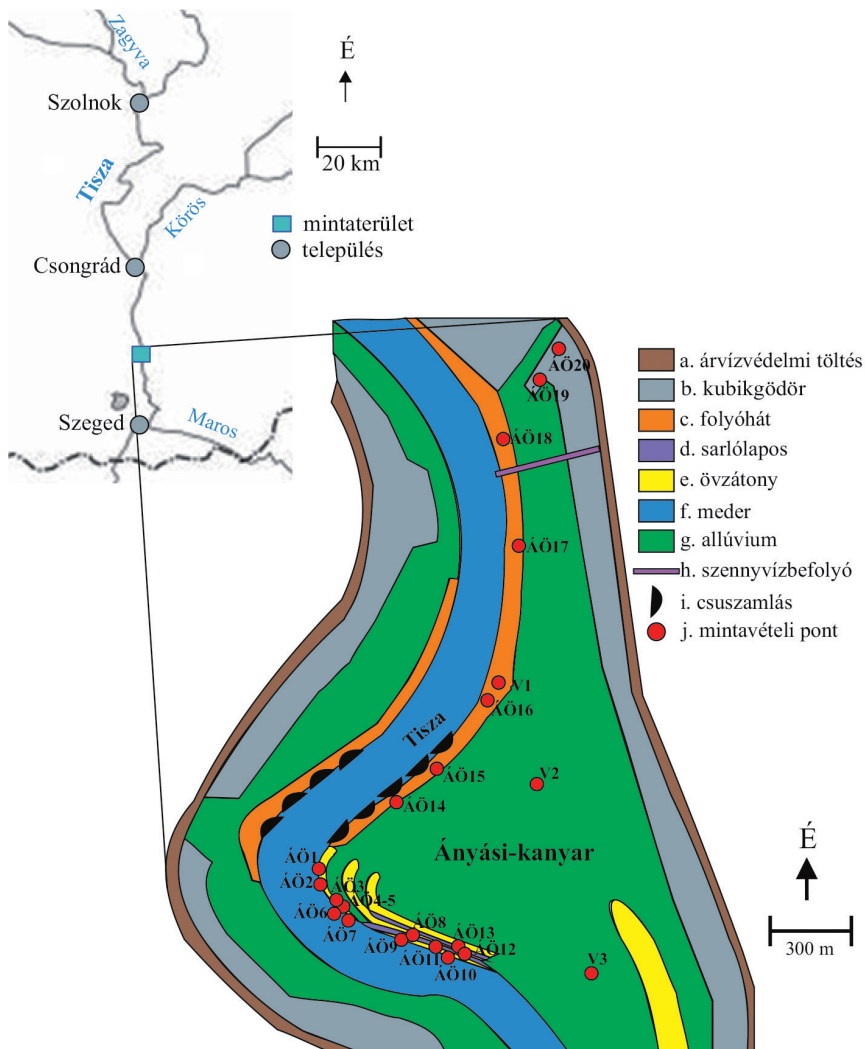 Zagyva
É
Szolnok
20 km
Tisza
Körös
mintaterület
település
Csongrád
Szeged
Maros
a. árvízvédelmi töltés
b. kubikgödör
c. folyóhát
d. sarlólapos
e. övzátony
f. meder
g. allúvium
h. szennyvízbefolyó
i. csuszamlás
j. mintavételi pont
ÁÖ20
ÁÖ19
ÁÖ18
ÁÖ17
V1
ÁÖ16
Tisza
ÁÖ15
V2
ÁÖ14
Ányási-kanyar
É
300 m
ÁÖ1
ÁÖ2
ÁÖ3
ÁÖ4-5
ÁÖ6
ÁÖ7
ÁÖ8
ÁÖ9
ÁÖ13
ÁÖ12
ÁÖ11
ÁÖ10
V3